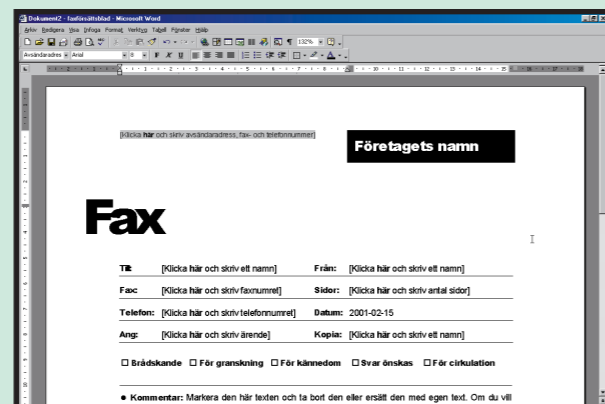 Dokument2 - faxförsättsblad - Microsoft Word
Arkiv Redigera Visa Infoga Format Verktyg Tabell Fönster Hjälp
132%
Avsändaradres Arial 8 F K U
[Klicka här och skriv avsändaradress, fax- och telefonnummer]
Företagets namn
Fax
Till: [Klicka här och skriv ett namn] Från: [Klicka här och skriv ett namn]
Fax: [Klicka här och skriv faxnumret] Sidor: [Klicka här och skriv antal sidor]
Telefon: [Klicka här och skriv telefonnumret] Datum: 2001-02-15
Ang: [Klicka här och skriv ärende] Kopia: [Klicka här och skriv ett namn]
☐ Brådskande ☐ För granskning ☐ För kännedom ☐ Svar önskas ☐ För cirkulation
● Kommentar: Markera den här texten och ta bort den eller ersätt den med egen text. Om du vill